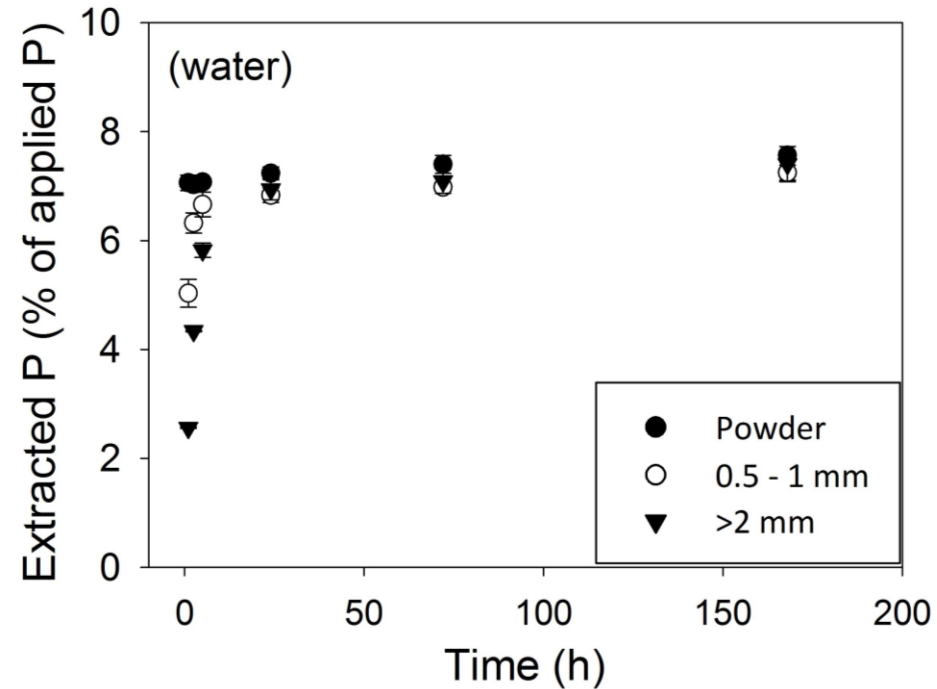 Extracted P (% of applied P)
10
8
6
4
2
0
(water)
Powder
0.5 - 1 mm
>2 mm
0
50
100
150
200
Time (h)